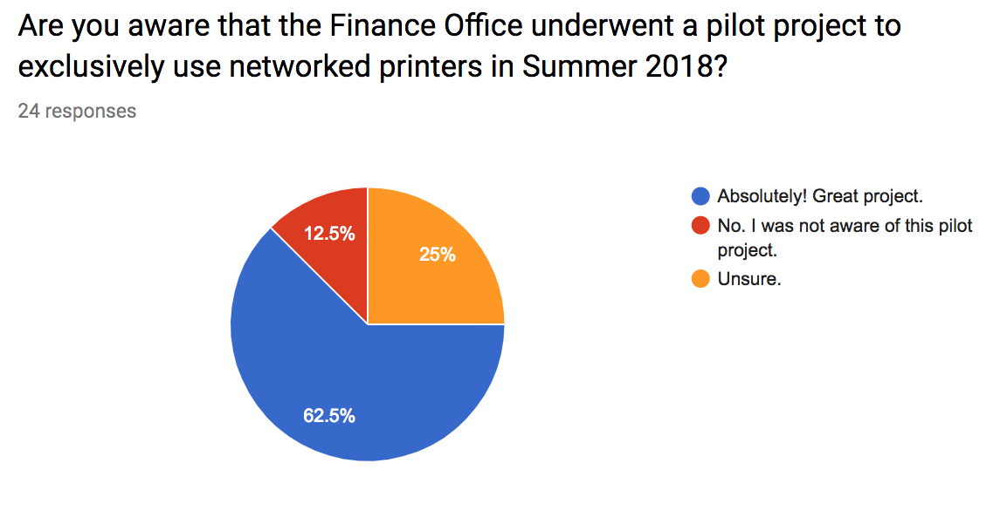 Are you aware that the Finance Office underwent a pilot project to
exclusively use networked printers in Summer 2018?
24 responses
12.5%
25%
62.5%
Absolutely! Great project.
No. I was not aware of this pilot
project.
Unsure.